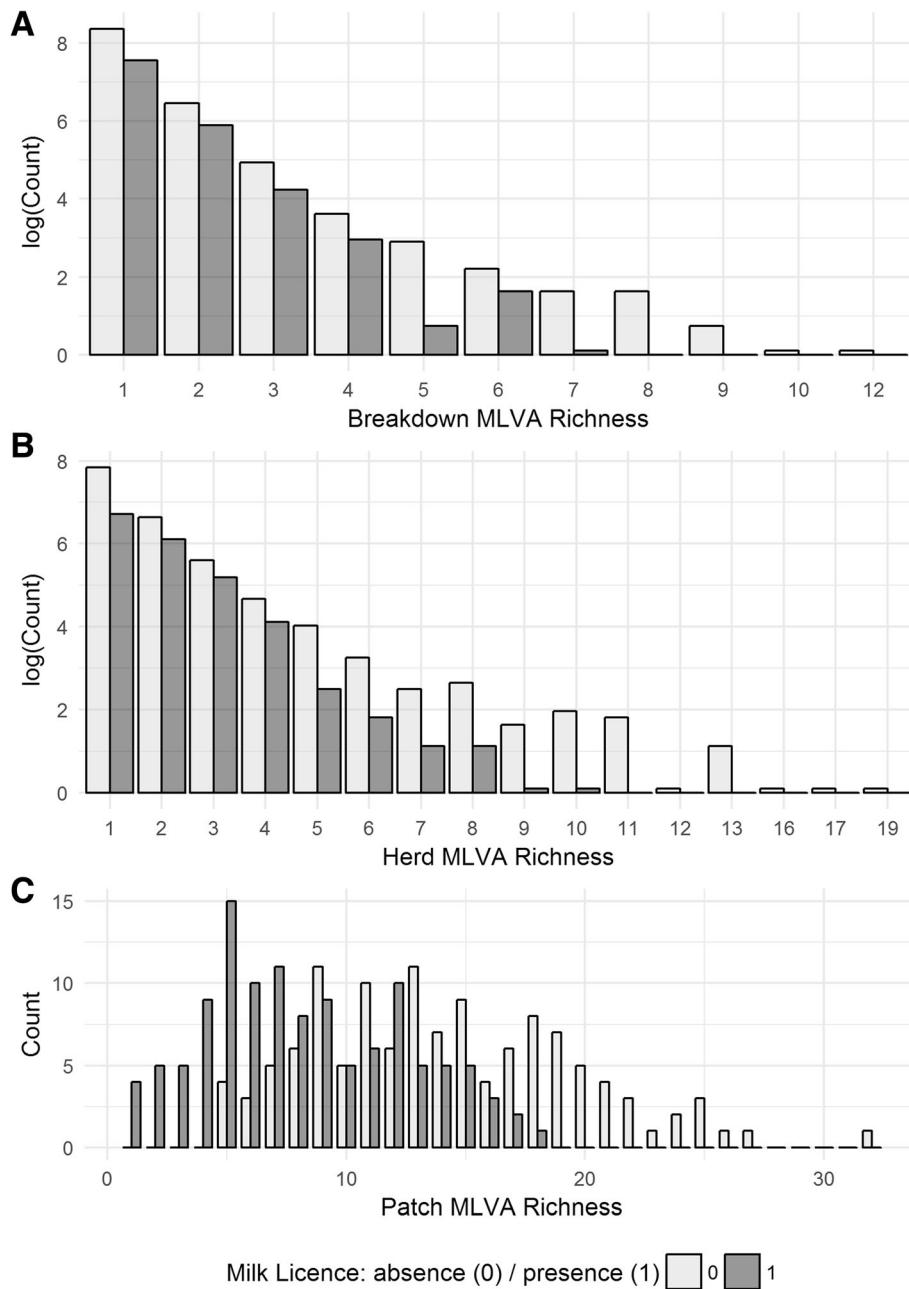 A
8
6
4
2
0
log(Count)
1 2 3 4 5 6 7 8 9 10 12
Breakdown MLVA Richness
B
8
6
4
2
0
log(Count)
1 2 3 4 5 6 7 8 9 10 11 12 13 16 17 19
Herd MLVA Richness
C
15
10
5
0
Count
0 10 20 30
Patch MLVA Richness
Milk Licence: absence (0) / presence (1) 0 1